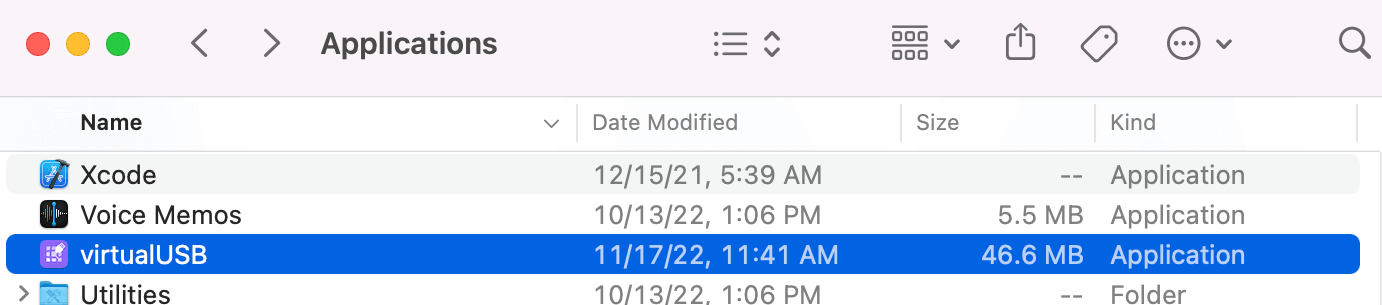 Applications
Name Date Modified Size Kind
Xcode 12/15/21, 5:39 AM -- Application
Voice Memos 10/13/22, 1:06 PM 5.5 MB Application
virtualUSB 11/17/22, 11:41 AM 46.6 MB Application
Utilities 10/13/22, 1:06 PM -- Folder